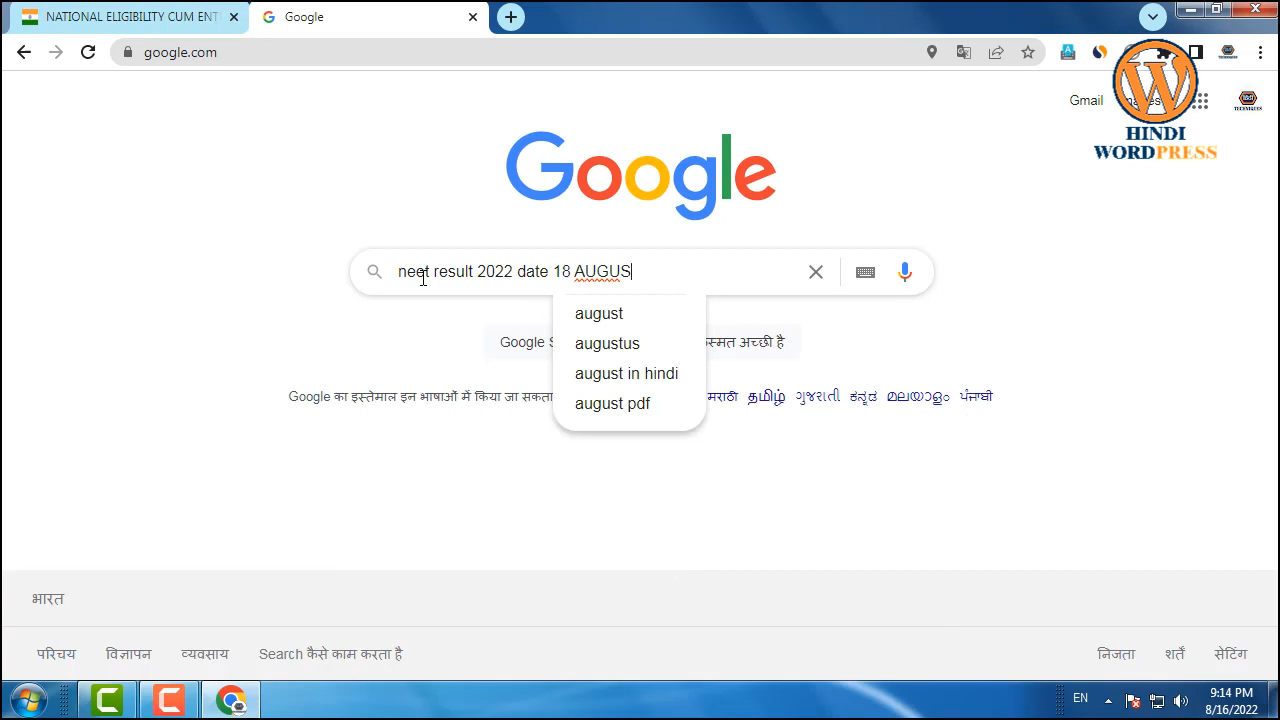 NATIONAL ELIGIBILITY CUM ENT
Google
google.com
Gmail
TECHNIQUES
HINDI
WORDPRESS
Google
neet result 2022 date 18 AUGUS
august
augustus
august in hindi
august pdf
Google S
स्मत अच्छी है
Google का इस्तेमाल इन भाषाओं में किया जा सकता
मराठी தமிழ் ગુજરાતી ಕನ್ನಡ മലയാളം ਪੰਜਾਬੀ
भारत
परिचय विज्ञापन व्यवसाय Search कैसे काम करता है
निजता शर्तें सेटिंग
EN
9:14 PM
8/16/2022